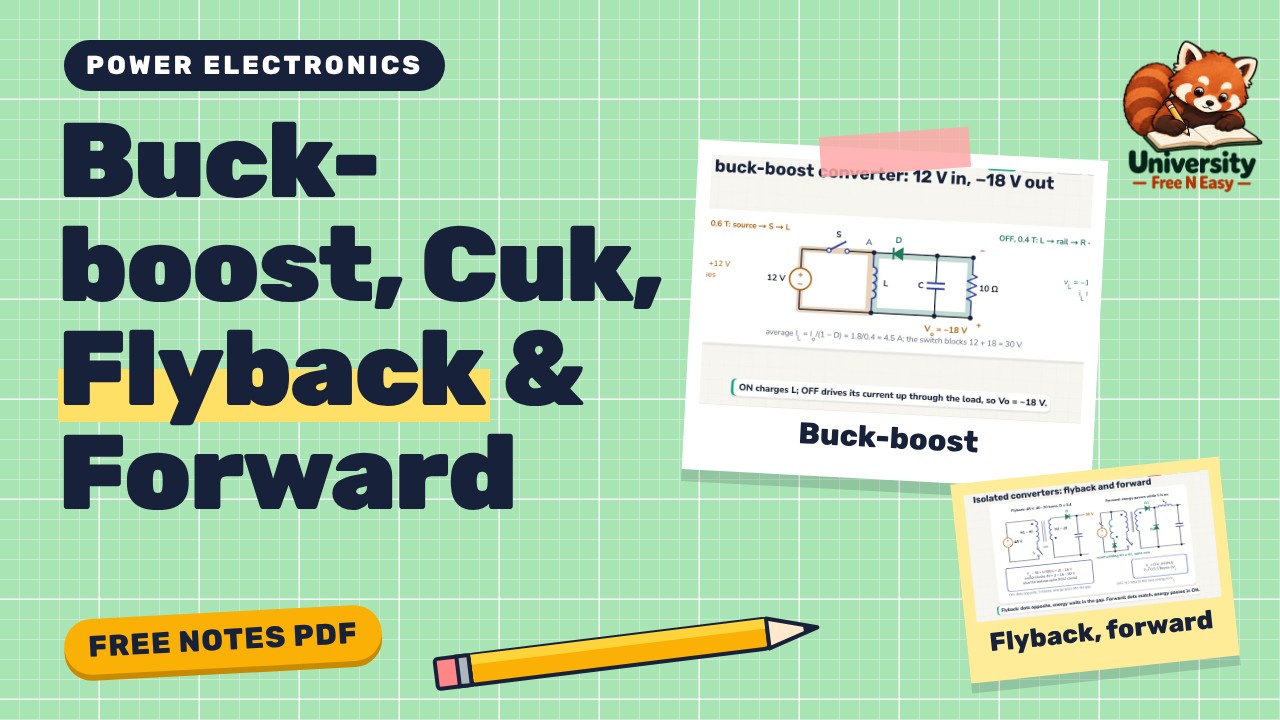 POWER ELECTRONICS
Buck-
boost, Cuk,
Flyback &
Forward
FREE NOTES PDF
University
Free N Easy
buck-boost converter: 12 V in, −18 V out
0.6 T: source → S → L
OFF, 0.4 T: L → rail → R
S
A
D
+12 V
12 V
+
−
L
C
10 Ω
−
+
Vo = −18 V
average IL = Io/(1 − D) = 1.8/0.4 = 4.5 A; the switch blocks 12 + 18 = 30 V
ON charges L; OFF drives its current up through the load, so Vo = −18 V.
Buck-boost
Isolated converters: flyback and forward
Flyback: dots opposite, energy waits in the gap. Forward: dots match, energy passes in ON.
Flyback, forward